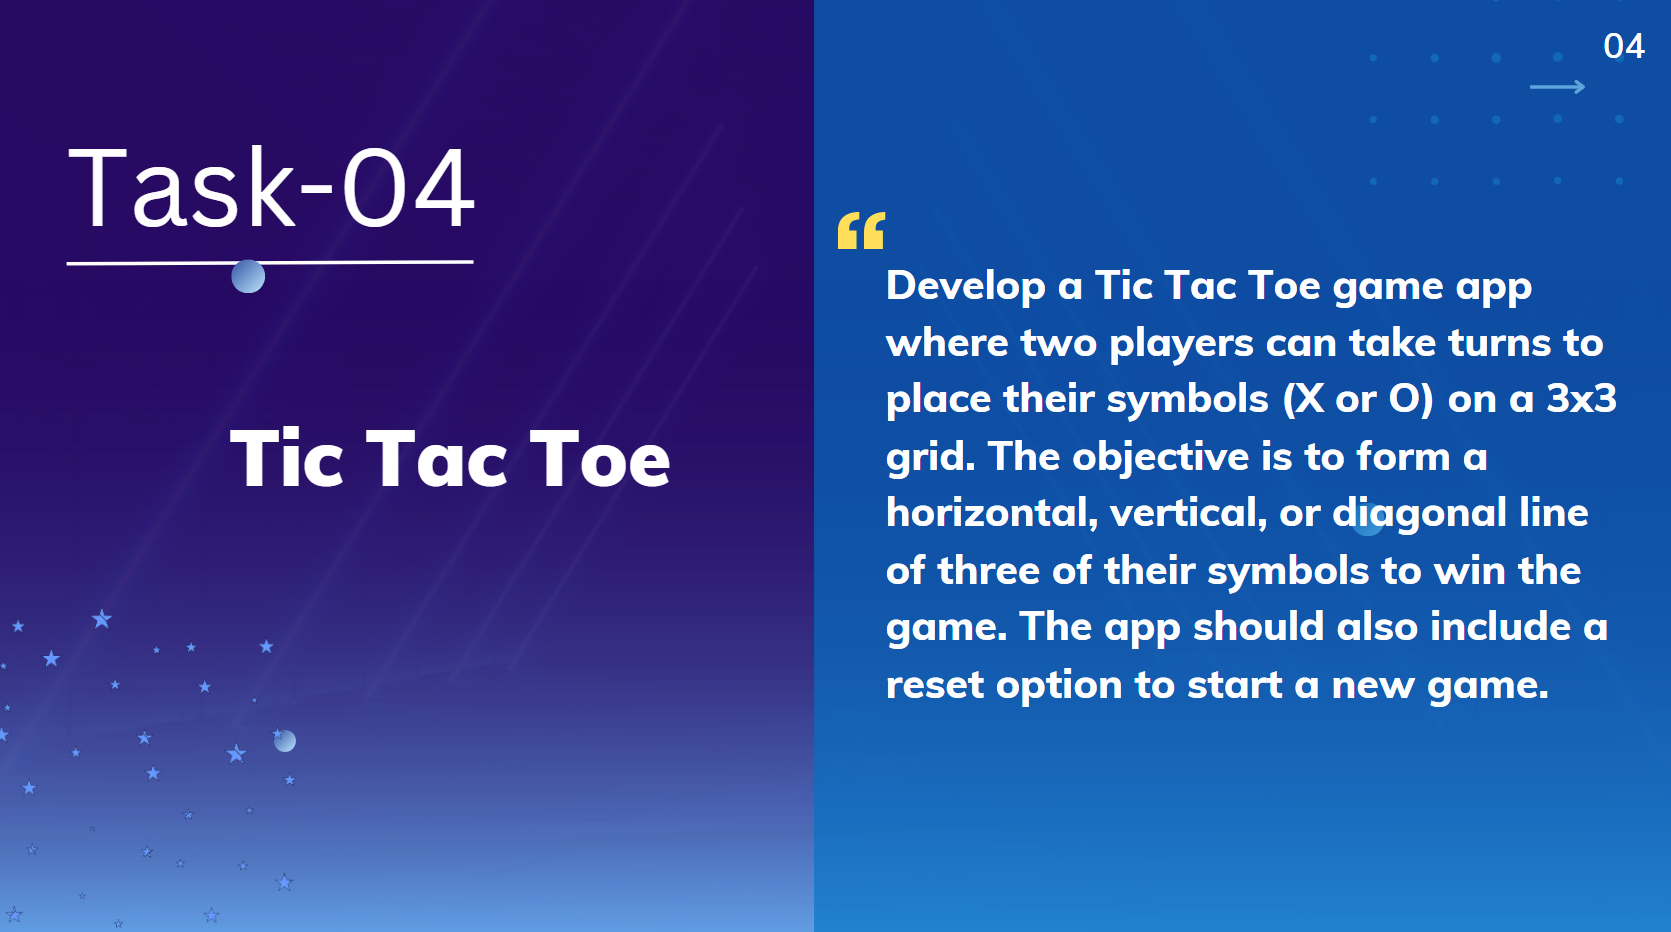 Task-04
Tic Tac Toe
04
“
Develop a Tic Tac Toe game app
where two players can take turns to
place their symbols (X or O) on a 3x3
grid. The objective is to form a
horizontal, vertical, or diagonal line
of three of their symbols to win the
game. The app should also include a
reset option to start a new game.